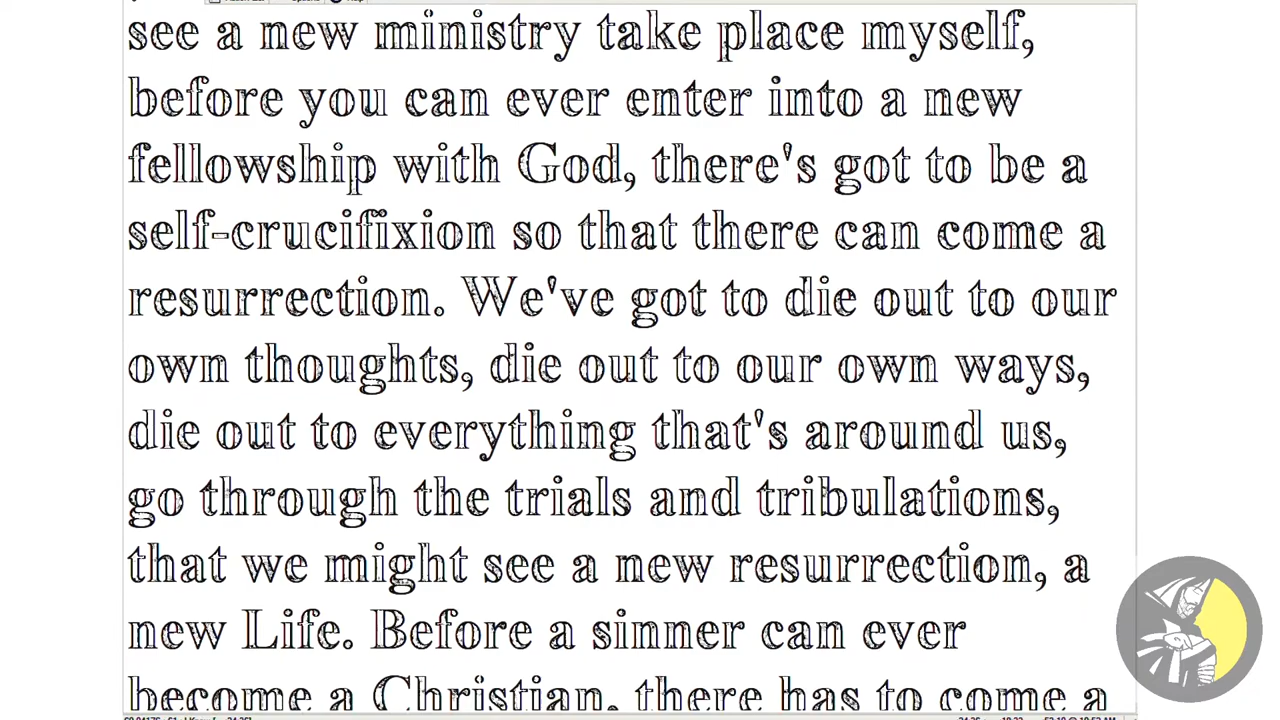 see a new ministry take place myself,
before you can ever enter into a new
fellowship with God, there's got to be a
self-crucifixion so that there can come a
resurrection. We've got to die out to our
own thoughts, die out to our own ways,
die out to everything that's around us,
go through the trials and tribulations,
that we might see a new resurrection, a
new Life. Before a sinner can ever
become a Christian, there has to come a